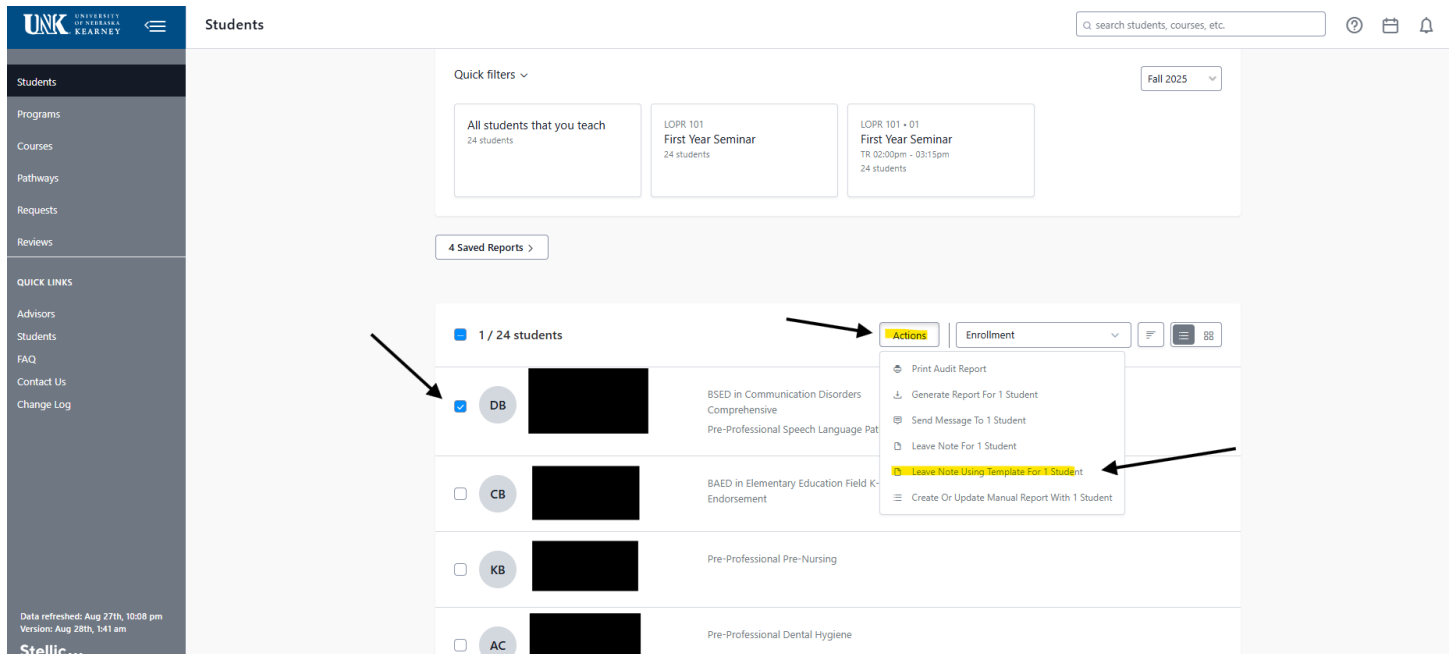 UNK UNIVERSITY
OF NEBRASKA
KEARNEY
Students
search students, courses, etc.
Students
Programs
Courses
Pathways
Requests
Reviews
QUICK LINKS
Advisors
Students
FAQ
Contact Us
Change Log
Data refreshed: Aug 27th, 10:08 pm
Version: Aug 28th, 1:41 am
Stellic
Quick filters
Fall 2025
All students that you teach
24 students
LOPR 101
First Year Seminar
24 students
LOPR 101 • 01
First Year Seminar
TR 02:00pm - 03:15pm
24 students
4 Saved Reports >
1 / 24 students
Actions
Enrollment
Print Audit Report
Generate Report For 1 Student
Send Message To 1 Student
Leave Note For 1 Student
Leave Note Using Template For 1 Student
Create Or Update Manual Report With 1 Student
DB
BSED in Communication Disorders
Comprehensive
Pre-Professional Speech Language Pat
CB
BAED in Elementary Education Field K-
Endorsement
KB
Pre-Professional Pre-Nursing
AC
Pre-Professional Dental Hygiene